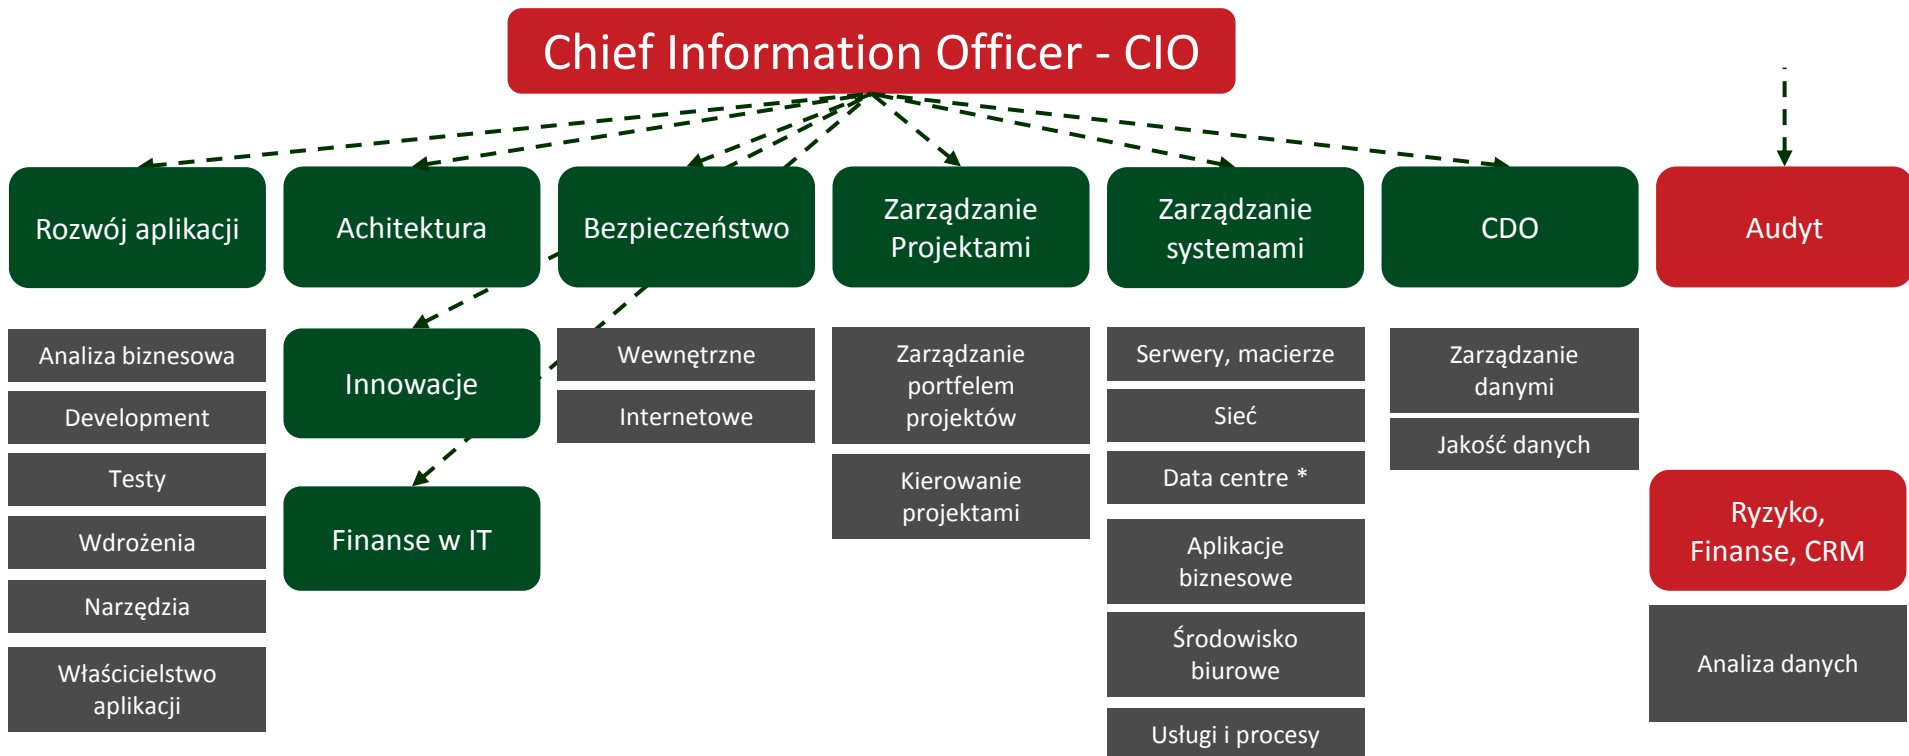 Chief Information Officer - CIO
Rozwój aplikacji
Achitektura
Bezpieczeństwo
Zarządzanie
Projektami
Zarządzanie
systemami
CDO
Audyt
Analiza biznesowa
Development
Testy
Wdrożenia
Narzędzia
Właścicielstwo
aplikacji
Innowacje
Finanse w IT
Wewnętrzne
Internetowe
Zarządzanie
portfelem
projektów
Kierowanie
projektami
Serwery, macierze
Sieć
Data centre *
Aplikacje
biznesowe
Środowisko
biurowe
Usługi i procesy
Zarządzanie
danymi
Jakość danych
Ryzyko,
Finanse, CRM
Analiza danych